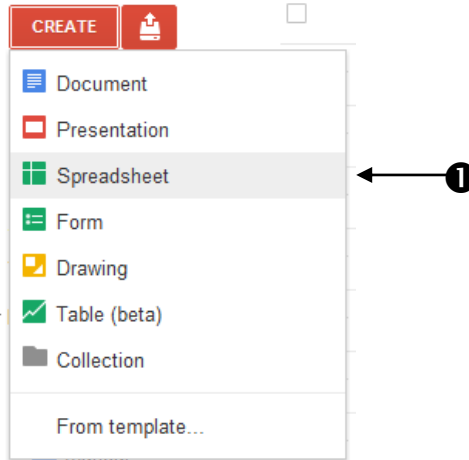 CREATE
Document
Presentation
Spreadsheet
1
Form
Drawing
Table (beta)
Collection
From template...